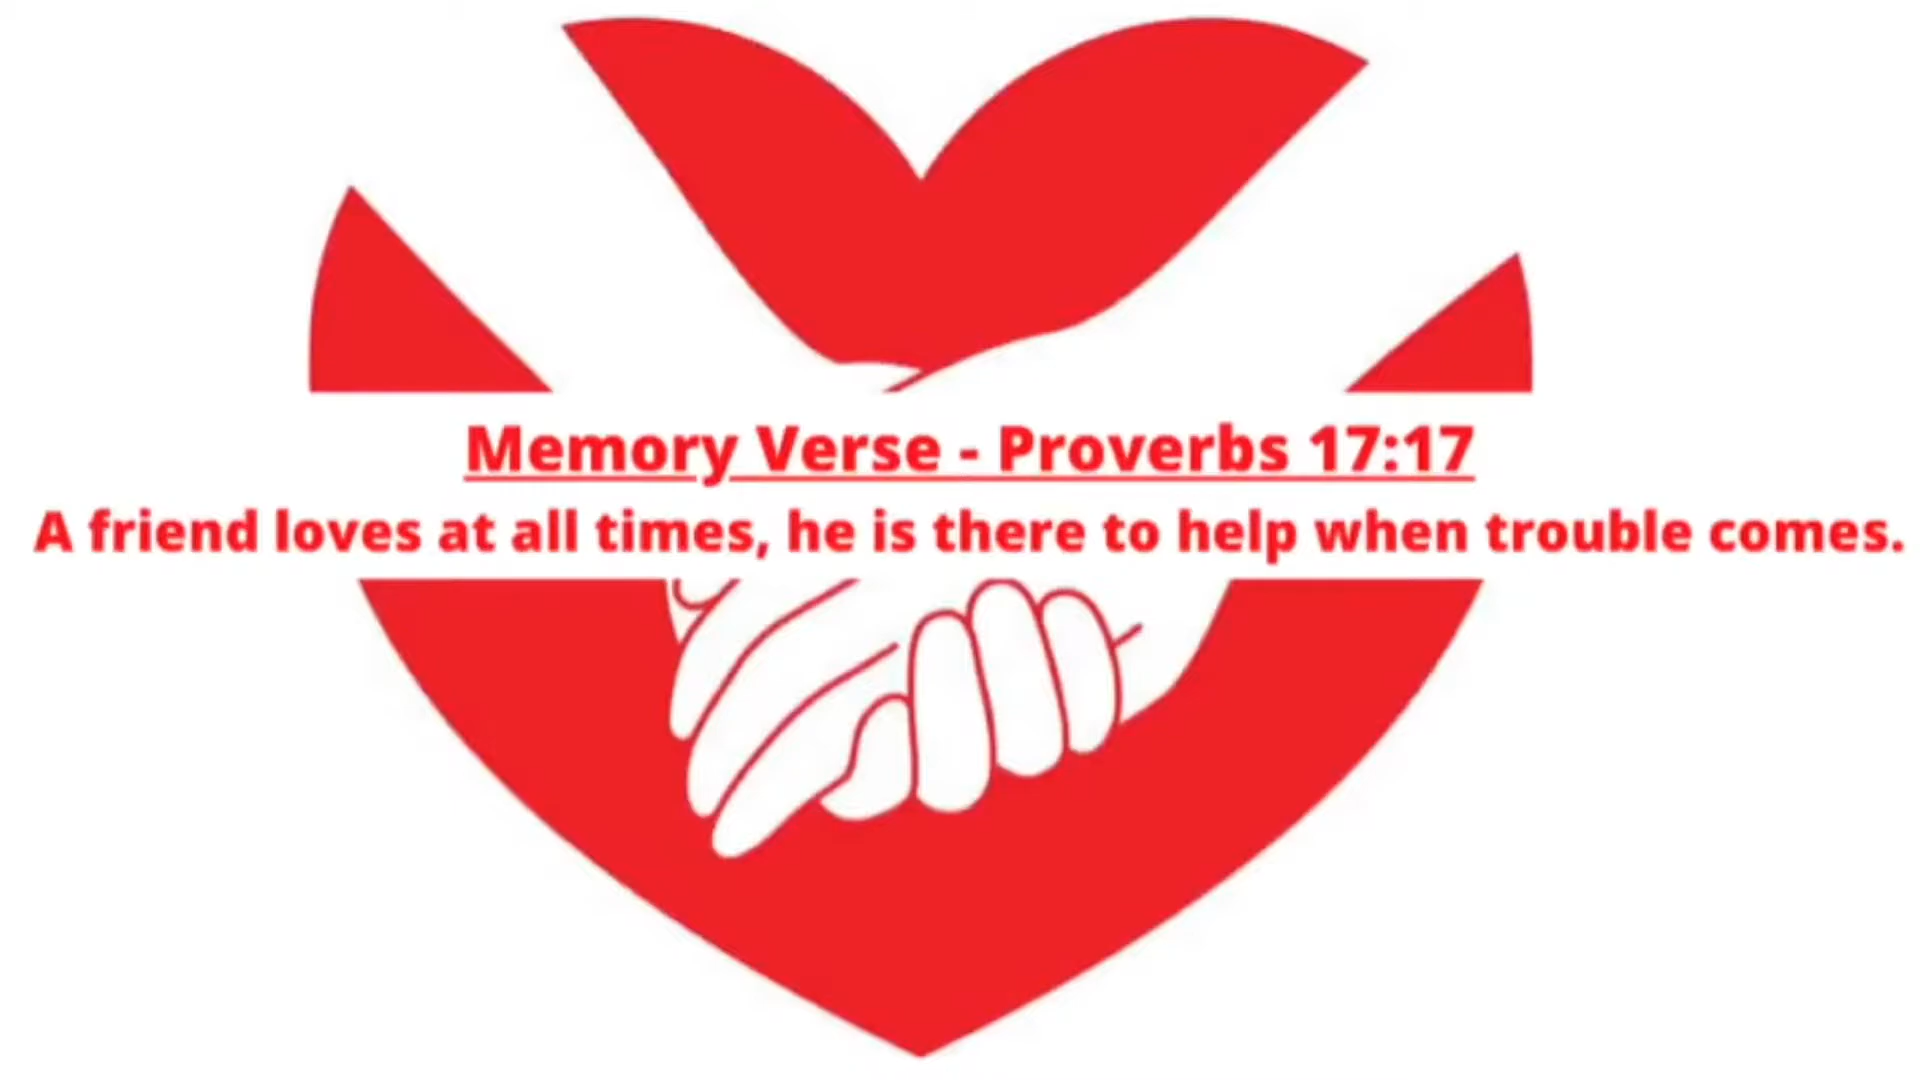 Memory Verse - Proverbs 17:17
A friend loves at all times, he is there to help when trouble comes.